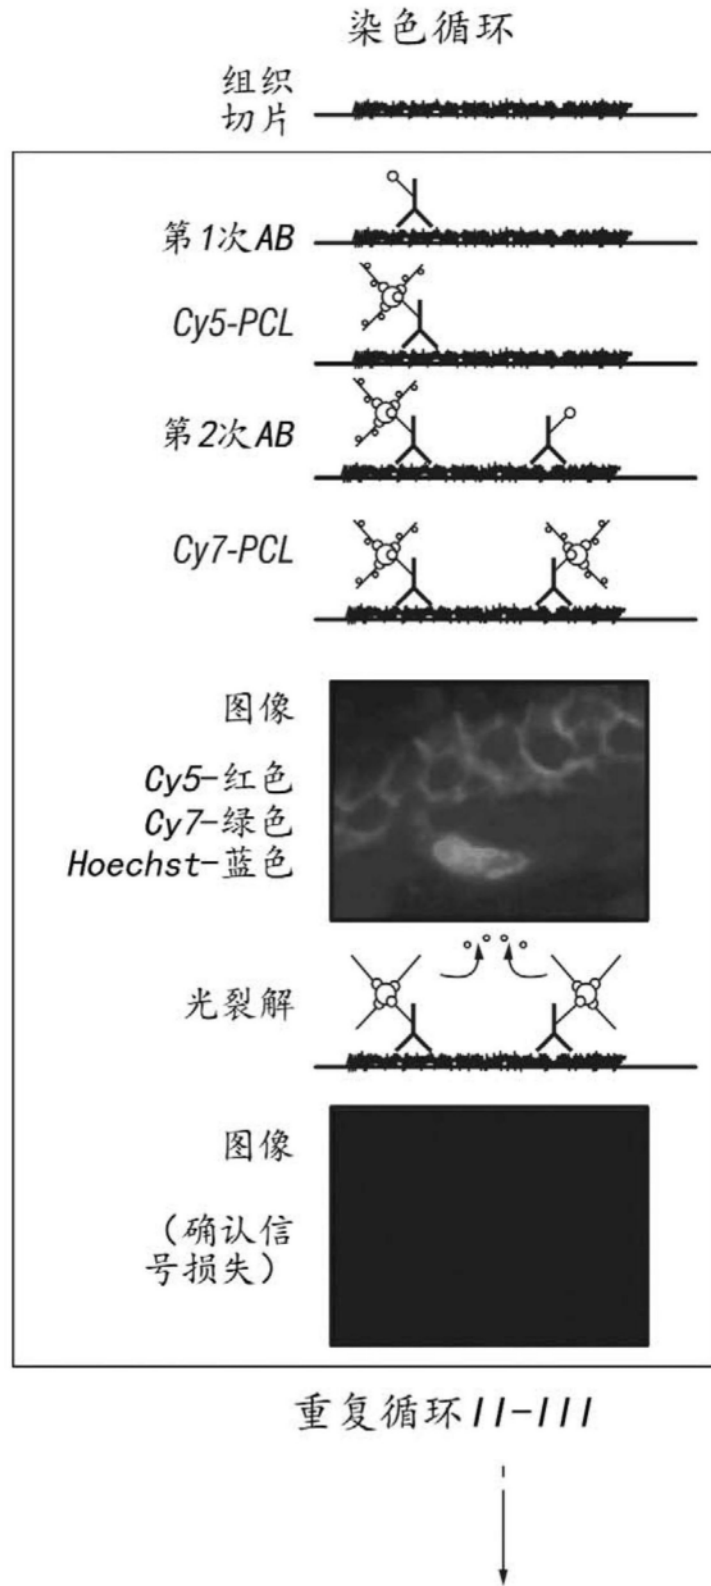 染色循环
组织
切片
第1次AB
Cy5-PCL
第2次AB
Cy7-PCL
图像
Cy5-红色
Cy7-绿色
Hoechst-蓝色
光裂解
图像
(确认信
号损失)
重复循环II-III